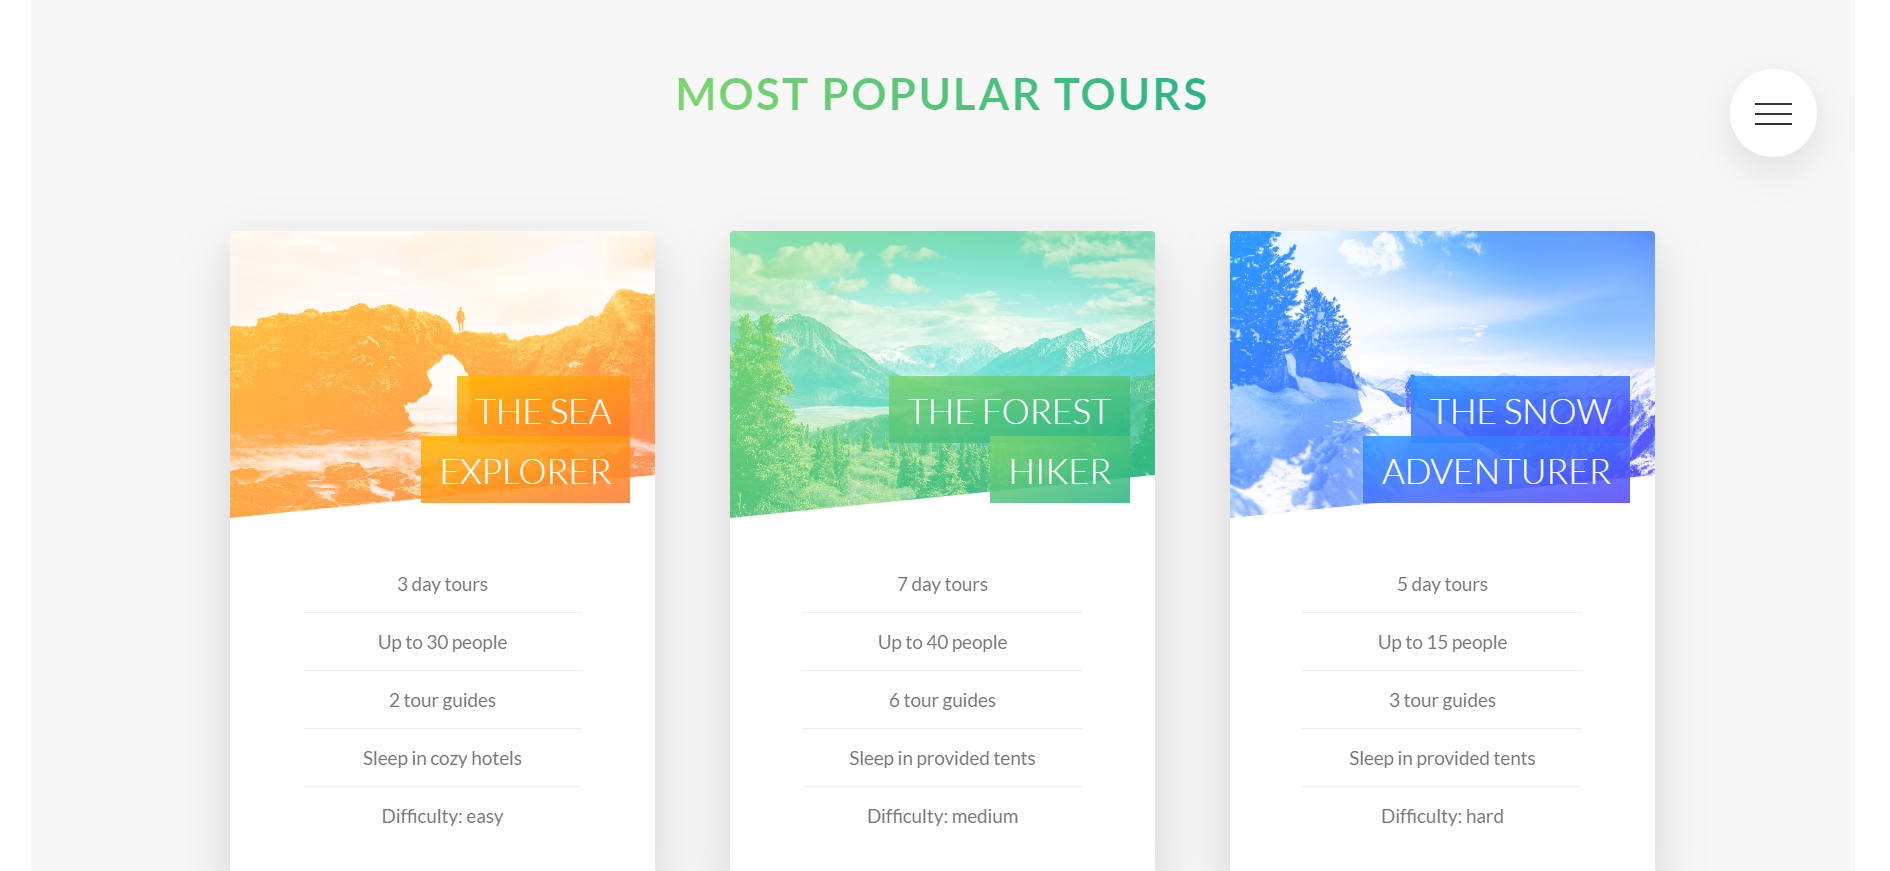 MOST POPULAR TOURS
THE SEA
EXPLORER
3 day tours
Up to 30 people
2 tour guides
Sleep in cozy hotels
Difficulty: easy
THE FOREST
HIKER
7 day tours
Up to 40 people
6 tour guides
Sleep in provided tents
Difficulty: medium
THE SNOW
ADVENTURER
5 day tours
Up to 15 people
3 tour guides
Sleep in provided tents
Difficulty: hard